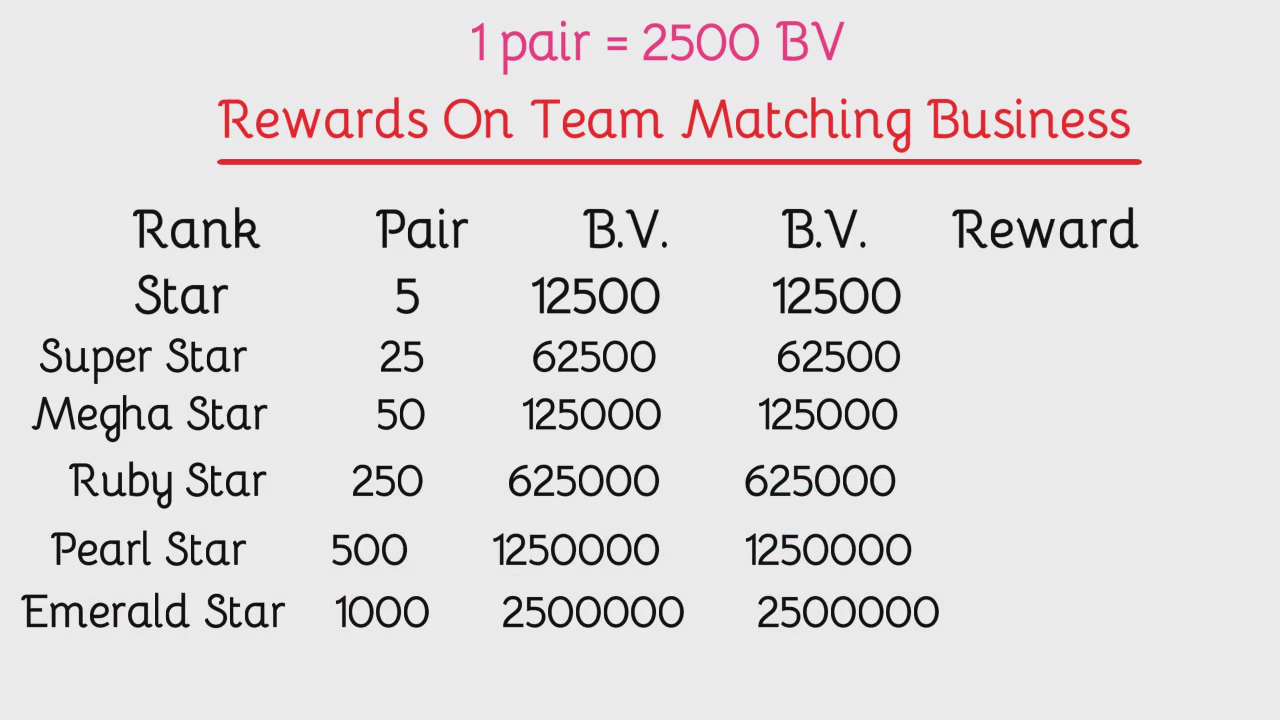 1 pair = 2500 BV
Rewards On Team Matching Business
Rank Pair B.V. B.V. Reward
Star 5 12500 12500
Super Star 25 62500 62500
Megha Star 50 125000 125000
Ruby Star 250 625000 625000
Pearl Star 500 1250000 1250000
Emerald Star 1000 2500000 2500000